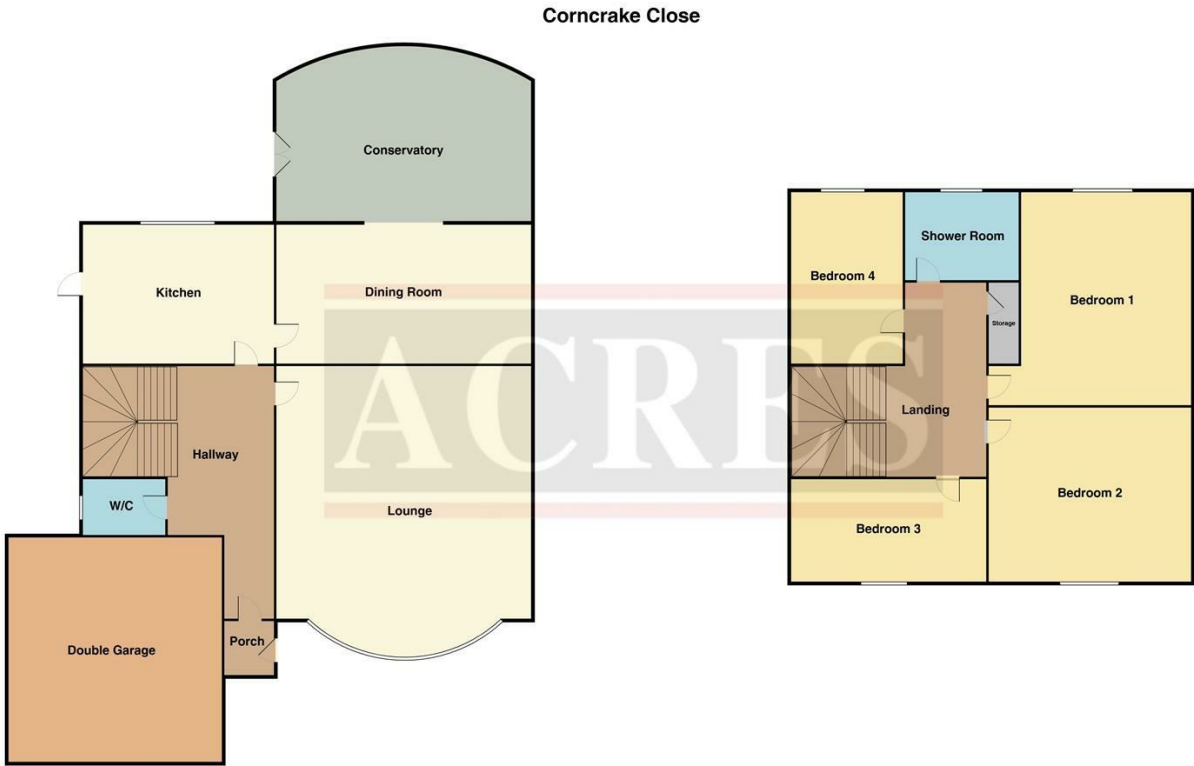 Corncrake Close
Conservatory
Kitchen
Dining Room
Hallway
W/C
Lounge
Porch
Double Garage
Shower Room
Bedroom 4
Bedroom 1
Storage
Landing
Bedroom 2
Bedroom 3
ACRES